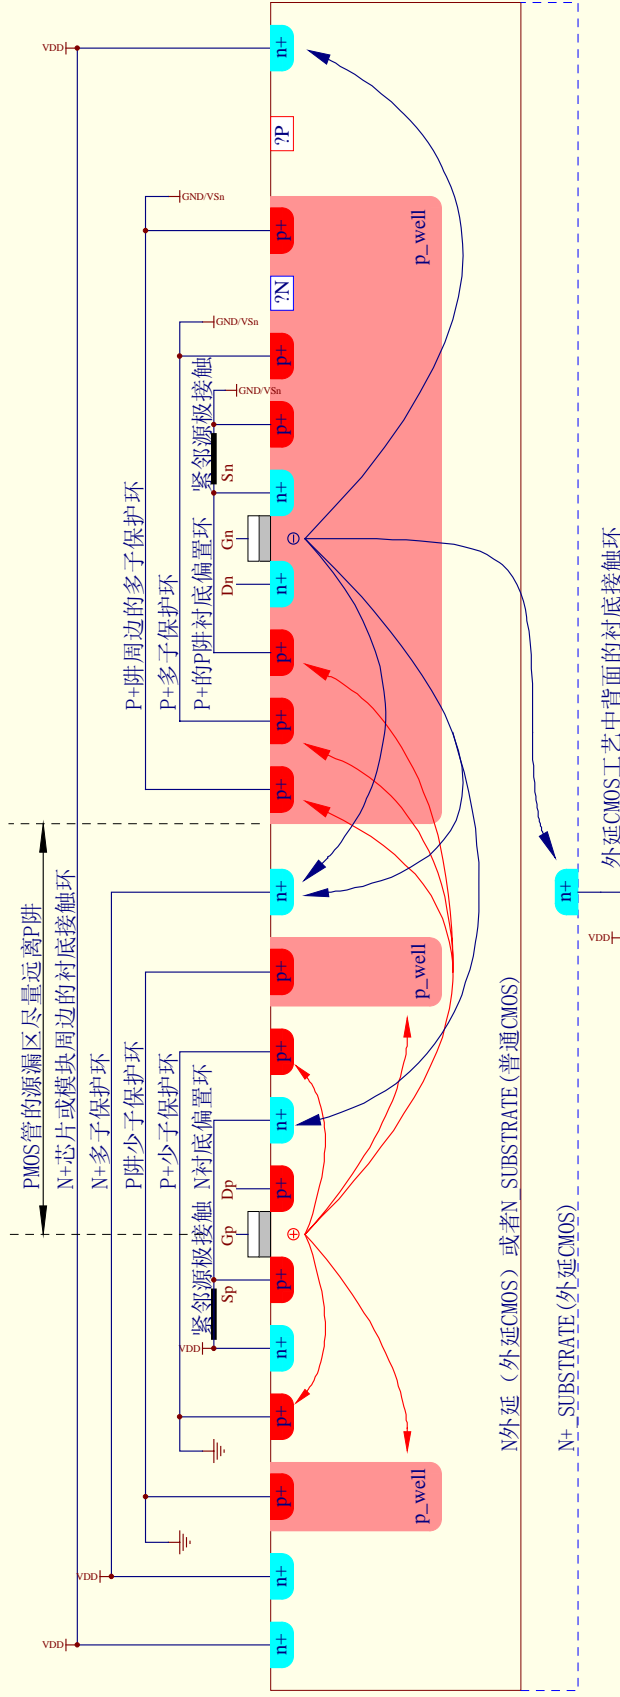 PMOS管的源漏区尽量远离P阱
VDD
VDD
N+芯片或模块周边的衬底接触环
VDD
N+多子保护环
P阱少子保护环
P+阱周边的多子保护环
P+少子保护环
P+多子保护环
GND/VSn
VDD
紧邻源极接触
N衬底偏置环
P+的P阱衬底偏置环
紧邻源极接触
GND/VSn
GND/VSn
Sp
Gp
Dp
Dn
Gn
Sn
n+
n+
p+
p+
n+
p+
p+
n+
p+
p+
n+
p+
p+
p+
n+
n+
p+
p+
?N
p+
?P
n+
p_well
p_well
p_well
N外延（外延CMOS）或者N_SUBSTRATE(普通CMOS)
N+_SUBSTRATE(外延CMOS)
n+
VDD
外延CMOS工艺中背面的衬底接触环